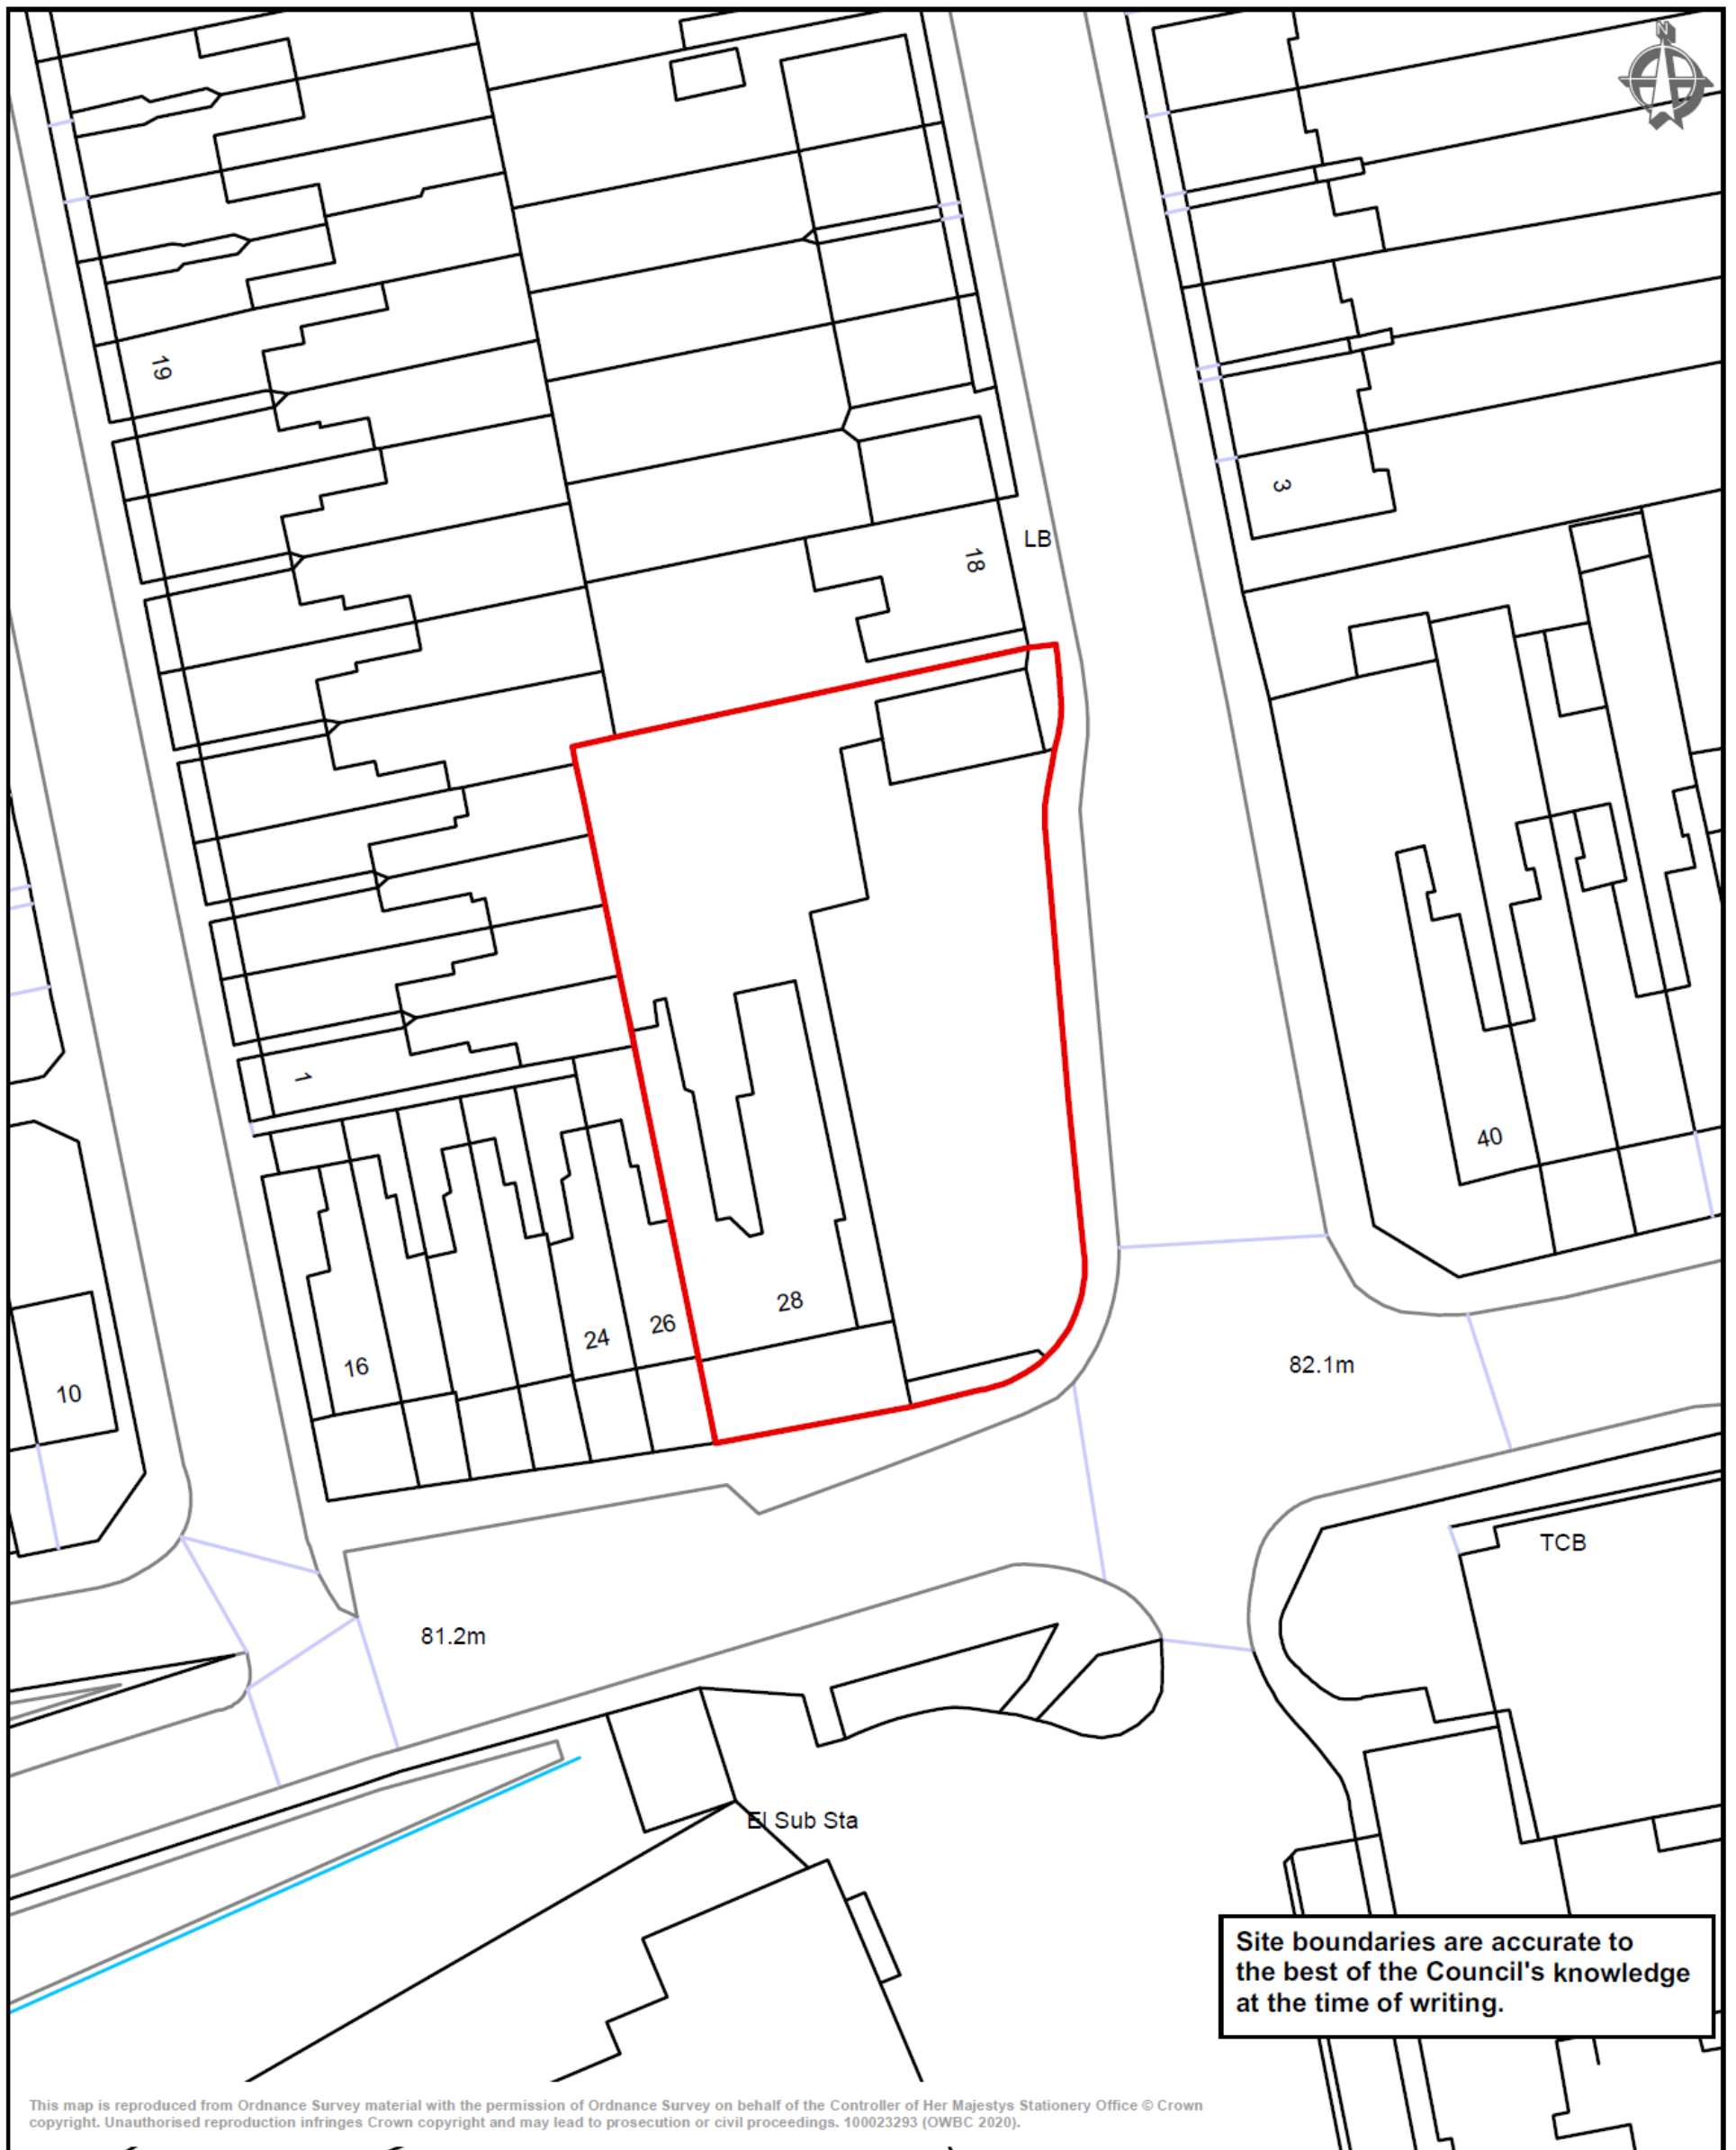 N
19
3
LB
18
1
40
28
26
24
16
10
82.1m
TCB
81.2m
El Sub Sta
Site boundaries are accurate to
the best of the Council's knowledge
at the time of writing.
This map is reproduced from Ordnance Survey material with the permission of Ordnance Survey on behalf of the Controller of Her Majestys Stationery Office © Crown
copyright. Unauthorised reproduction infringes Crown copyright and may lead to prosecution or civil proceedings. 100023293 (OWBC 2020).